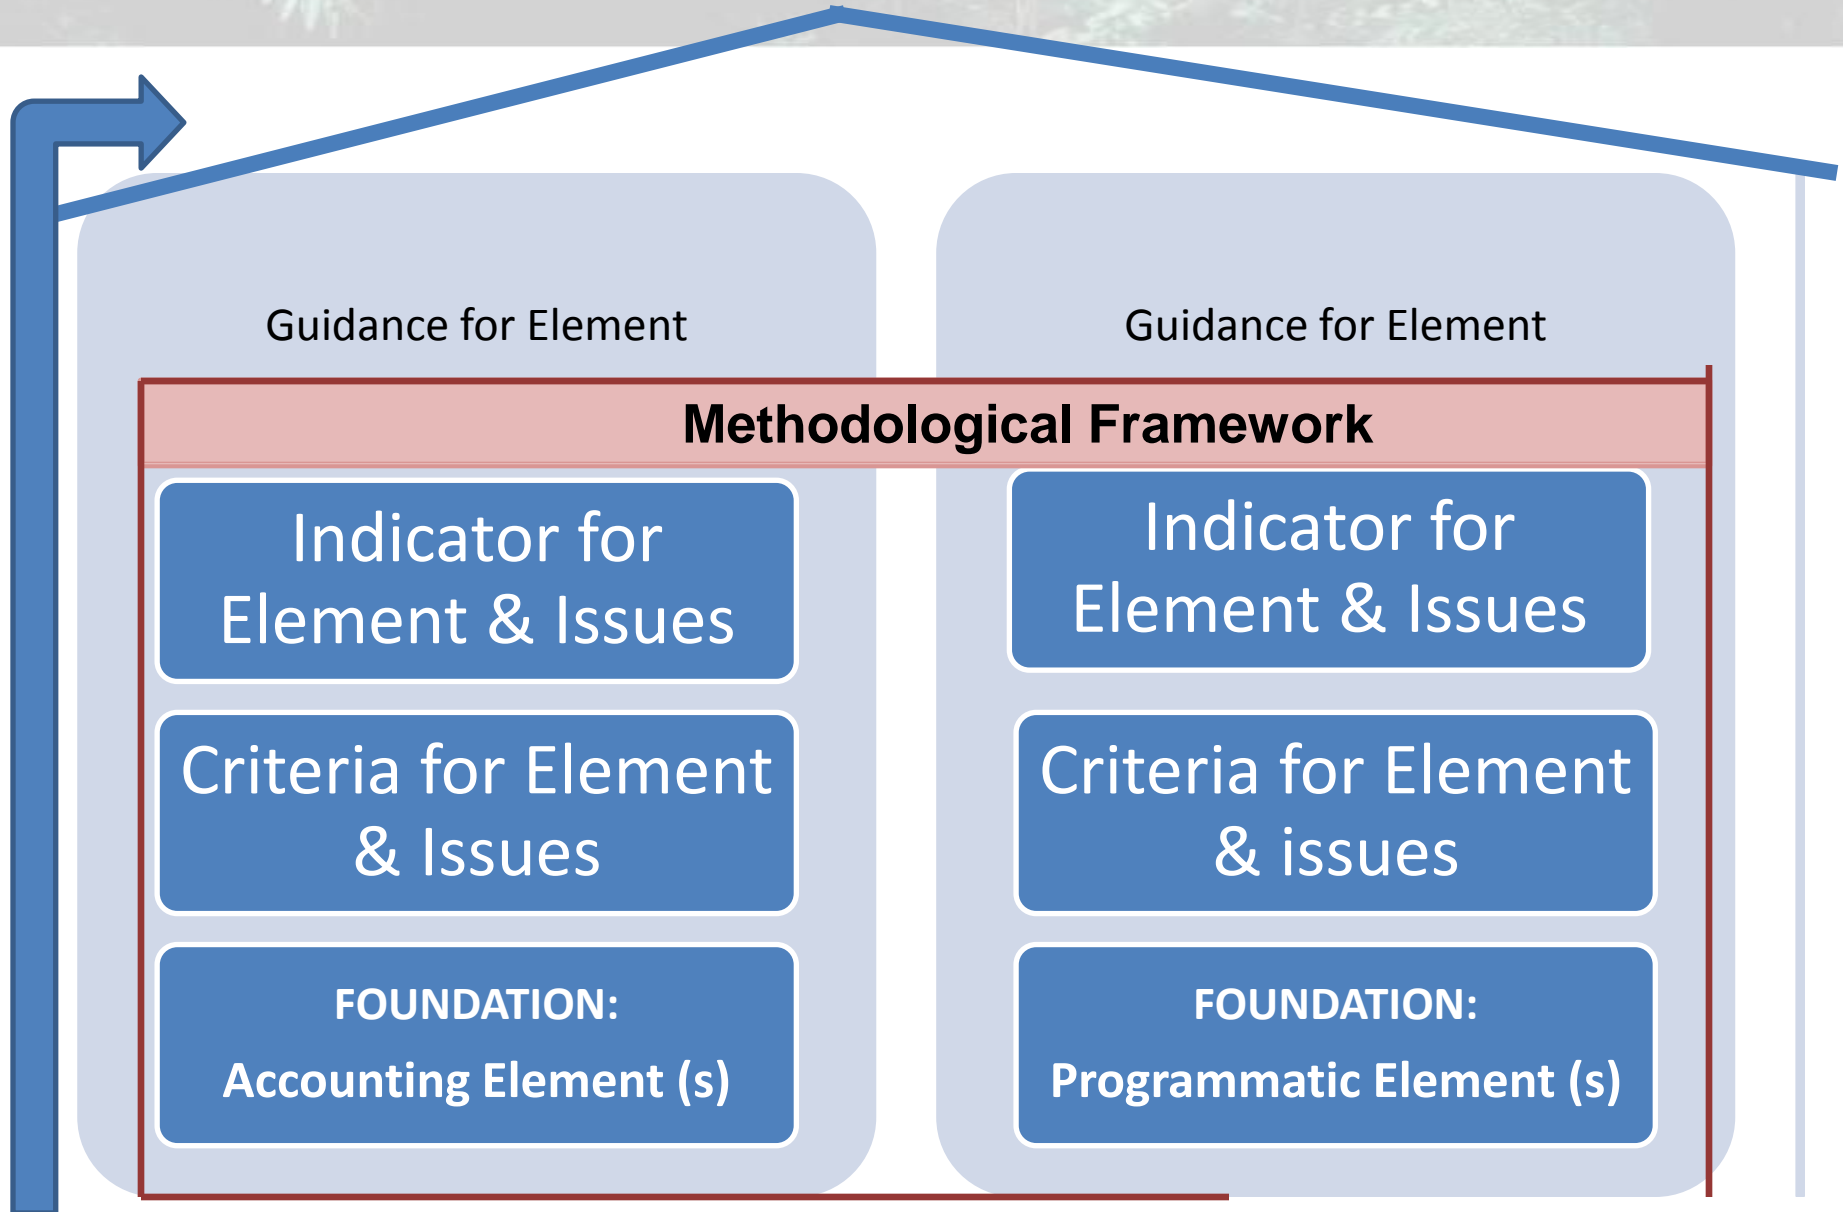 Guidance for Element
Guidance for Element
Methodological Framework
Indicator for
Element & Issues
Indicator for
Element & Issues
Criteria for Element
& Issues
Criteria for Element
& issues
FOUNDATION:
Accounting Element (s)
FOUNDATION:
Programmatic Element (s)